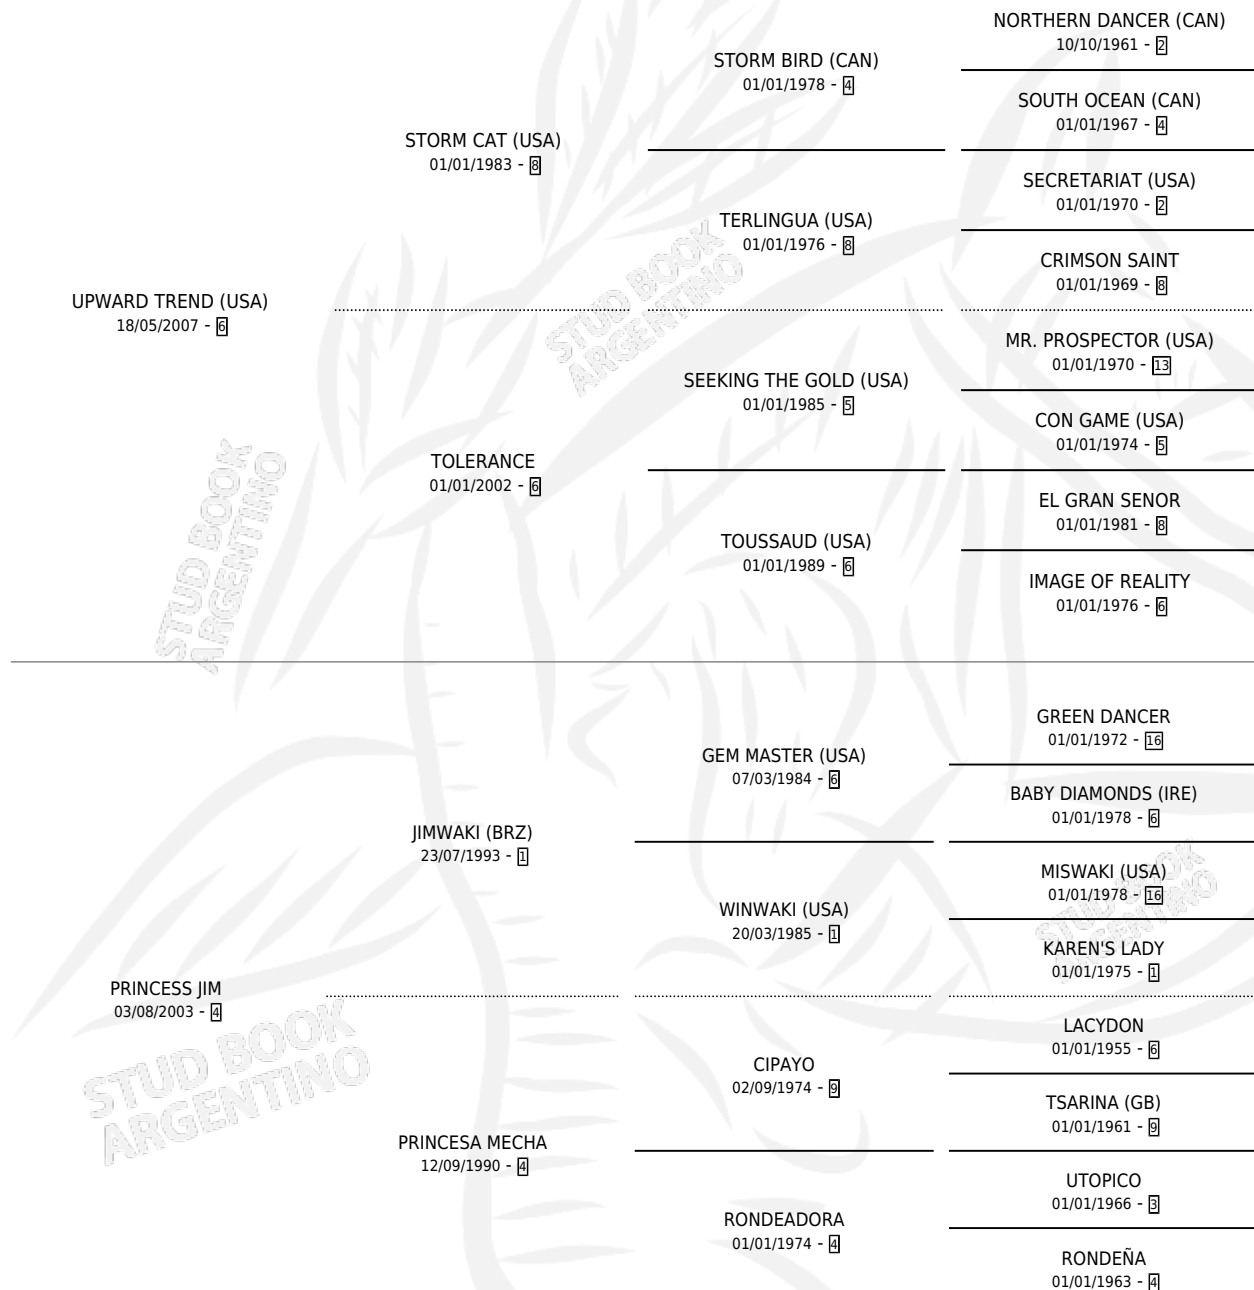 NORTHERN DANCER (CAN)
10/10/1961 - 2
STORM BIRD (CAN)
01/01/1978 - 4
SOUTH OCEAN (CAN)
01/01/1967 - 4
STORM CAT (USA)
01/01/1983 - 8
SECRETARIAT (USA)
01/01/1970 - 2
TERLINGUA (USA)
01/01/1976 - 8
CRIMSON SAINT
01/01/1969 - 8
UPWARD TREND (USA)
18/05/2007 - 6
STUD BOOK
ARGENTINO
MR. PROSPECTOR (USA)
01/01/1970 - 13
SEEKING THE GOLD (USA)
01/01/1985 - 5
CON GAME (USA)
01/01/1974 - 5
TOLERANCE
01/01/2002 - 6
EL GRAN SENOR
01/01/1981 - 8
TOUSSAUD (USA)
01/01/1989 - 6
IMAGE OF REALITY
01/01/1976 - 6
STUD BOOK
ARGENTINO
GREEN DANCER
01/01/1972 - 16
GEM MASTER (USA)
07/03/1984 - 6
BABY DIAMONDS (IRE)
01/01/1978 - 6
JIMWAKI (BRZ)
23/07/1993 - 1
MISWAKI (USA)
01/01/1978 - 16
WINWAKI (USA)
20/03/1985 - 1
STUD BOOK
ARGENTINO
KAREN'S LADY
01/01/1975 - 1
PRINCESS JIM
03/08/2003 - 4
LACYDON
01/01/1955 - 6
CIPAYO
02/09/1974 - 9
STUD BOOK
ARGENTINO
TSARINA (GB)
01/01/1961 - 9
PRINCESA MECHA
12/09/1990 - 4
UTOPICO
01/01/1966 - 3
RONDEADORA
01/01/1974 - 4
RONDEÑA
01/01/1963 - 4